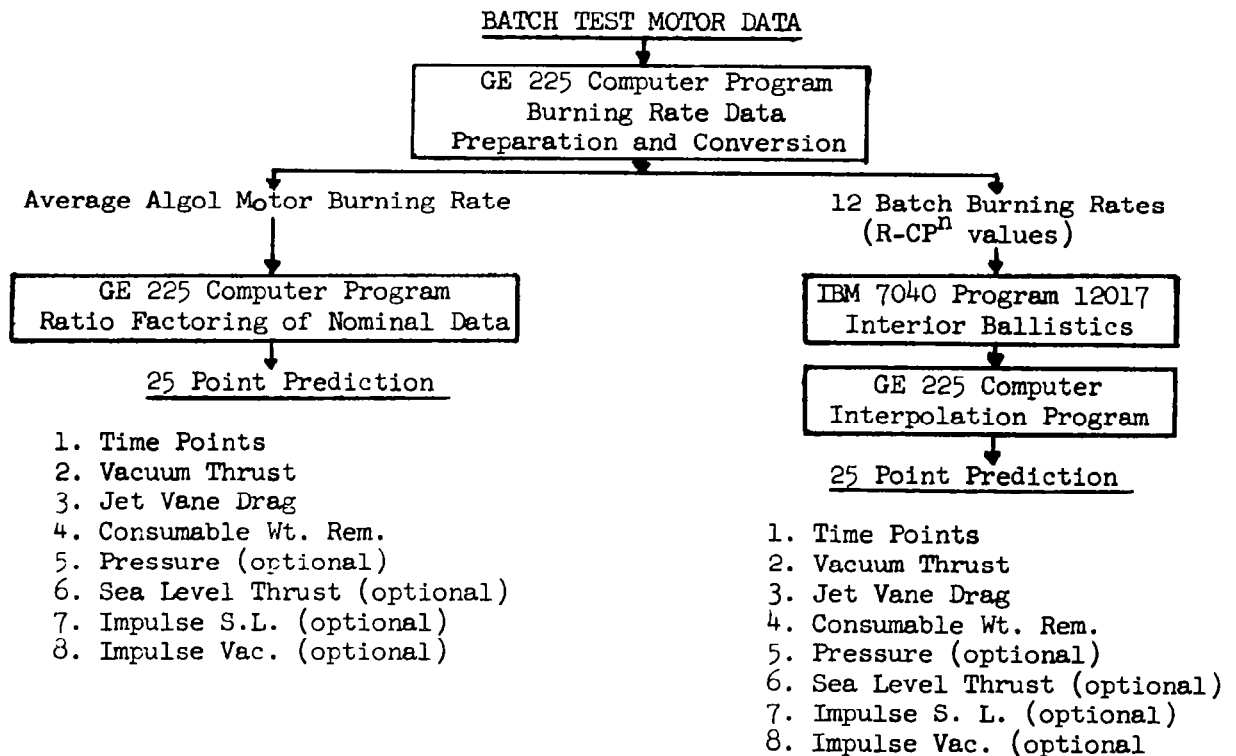 BATCH TEST MOTOR DATA
GE 225 Computer Program
Burning Rate Data
Preparation and Conversion
Average Algol Motor Burning Rate
GE 225 Computer Program
Ratio Factoring of Nominal Data
25 Point Prediction
1. Time Points
2. Vacuum Thrust
3. Jet Vane Drag
4. Consumable Wt. Rem.
5. Pressure (optional)
6. Sea Level Thrust (optional)
7. Impulse S.L. (optional)
8. Impulse Vac. (optional)
12 Batch Burning Rates
(R-CPⁿ values)
IBM 7040 Program 12017
Interior Ballistics
GE 225 Computer
Interpolation Program
25 Point Prediction
1. Time Points
2. Vacuum Thrust
3. Jet Vane Drag
4. Consumable Wt. Rem.
5. Pressure (optional)
6. Sea Level Thrust (optional)
7. Impulse S. L. (optional)
8. Impulse Vac. (optional